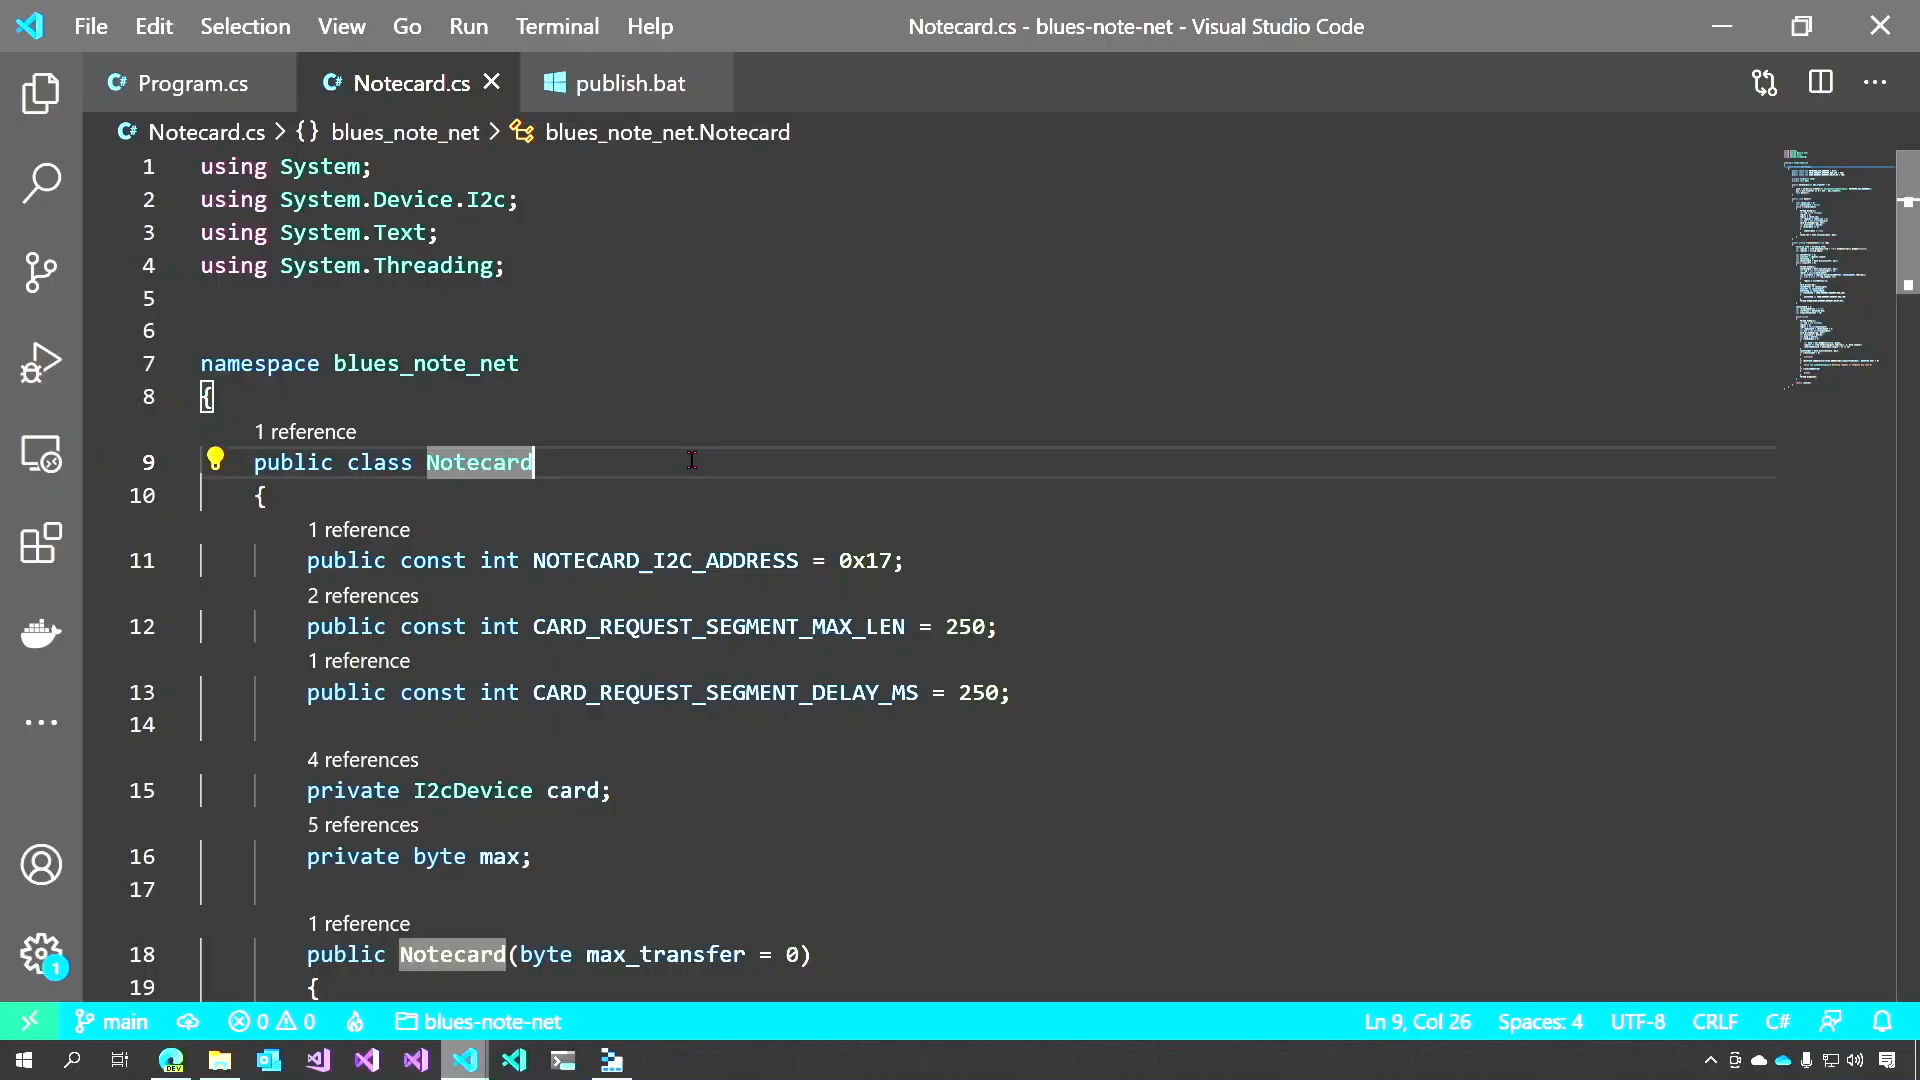 File Edit Selection View Go Run Terminal Help Notecard.cs - blues-note-net - Visual Studio Code
Program.cs Notecard.cs publish.bat
Notecard.cs > {} blues_note_net > blues_note_net.Notecard
1 using System;
2 using System.Device.I2c;
3 using System.Text;
4 using System.Threading;
5
6
7 namespace blues_note_net
8 {
1 reference
9 public class Notecard
10 {
1 reference
11 public const int NOTECARD_I2C_ADDRESS = 0x17;
2 references
12 public const int CARD_REQUEST_SEGMENT_MAX_LEN = 250;
1 reference
13 public const int CARD_REQUEST_SEGMENT_DELAY_MS = 250;
14
4 references
15 private I2cDevice card;
5 references
16 private byte max;
17
1 reference
18 public Notecard(byte max_transfer = 0)
19 {
1
main 0 0 blues-note-net Ln 9, Col 26 Spaces: 4 UTF-8 CRLF C#
DEV